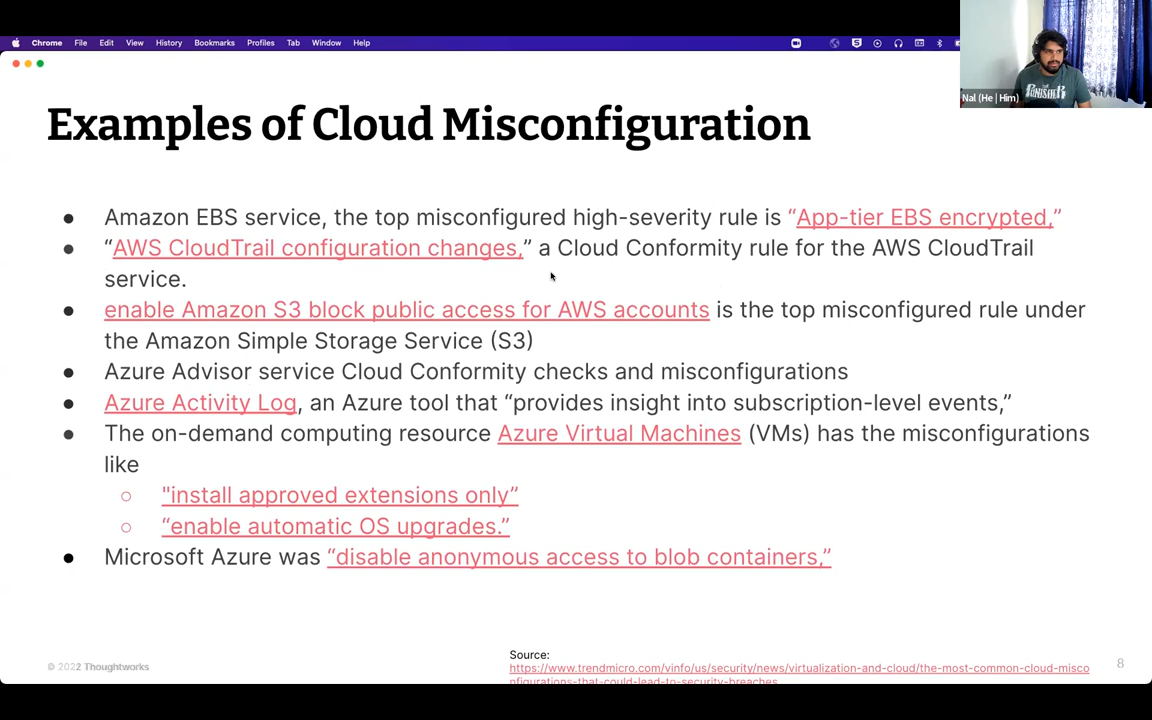 Chrome File Edit View History Bookmarks Profiles Tab Window Help
Nal (He | Him)
PUNISHER
Examples of Cloud Misconfiguration
● Amazon EBS service, the top misconfigured high-severity rule is “App-tier EBS encrypted,”
● “AWS CloudTrail configuration changes,” a Cloud Conformity rule for the AWS CloudTrail
service.
● enable Amazon S3 block public access for AWS accounts is the top misconfigured rule under
the Amazon Simple Storage Service (S3)
● Azure Advisor service Cloud Conformity checks and misconfigurations
● Azure Activity Log, an Azure tool that “provides insight into subscription-level events,”
● The on-demand computing resource Azure Virtual Machines (VMs) has the misconfigurations
like
○ "install approved extensions only”
○ “enable automatic OS upgrades.”
● Microsoft Azure was “disable anonymous access to blob containers,”
© 2022 Thoughtworks
Source:
https://www.trendmicro.com/vinfo/us/security/news/virtualization-and-cloud/the-most-common-cloud-misco
nfigurations-that-could-lead-to-security-breaches
8